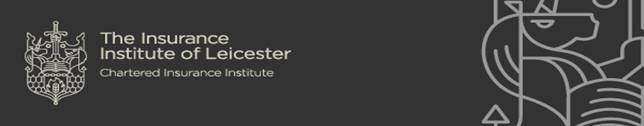 The Insurance
Institute of Leicester
Chartered Insurance Institute